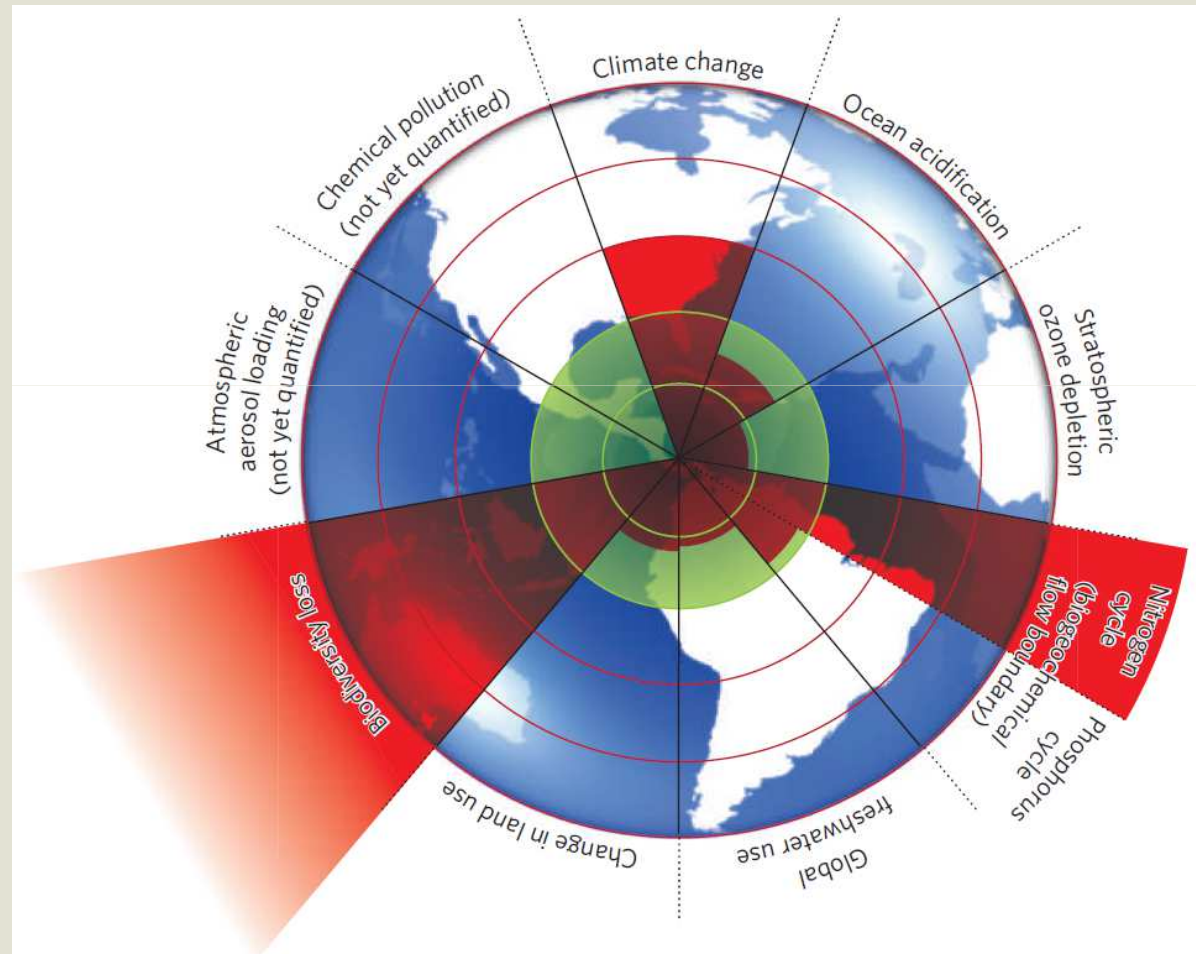 Climate change
Ocean acidification
Stratospheric
ozone depletion
Nitrogen
cycle
(biogeochemical
flow boundary)
Phosphorus
cycle
Global
freshwater use
Change in land use
Biodiversity loss
Atmospheric
aerosol loading
(not yet quantified)
Chemical pollution
(not yet quantified)